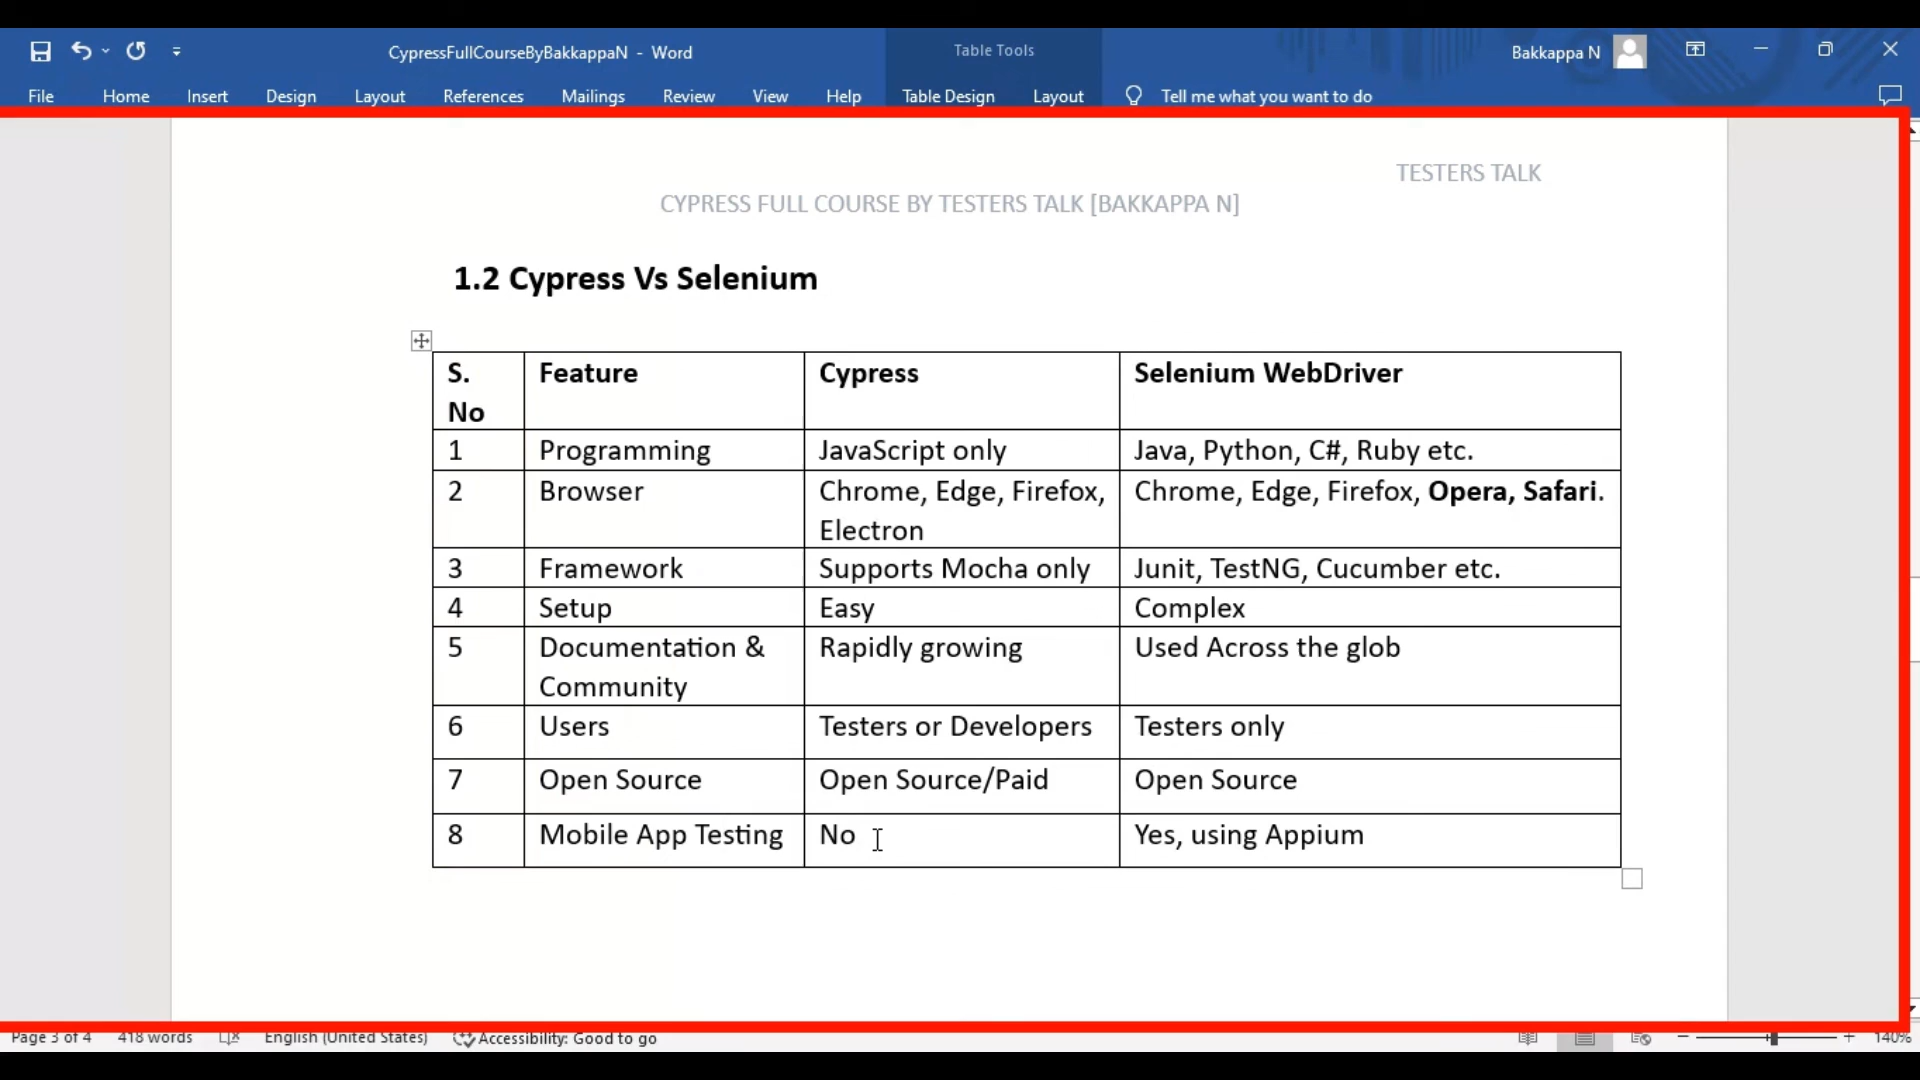 CypressFullCourseByBakkappaN - Word
Table Tools
Bakkappa N
File Home Insert Design Layout References Mailings Review View Help Table Design Layout Tell me what you want to do
TESTERS TALK
CYPRESS FULL COURSE BY TESTERS TALK [BAKKAPPA N]
1.2 Cypress Vs Selenium
S. No Feature Cypress Selenium WebDriver
1 Programming JavaScript only Java, Python, C#, Ruby etc.
2 Browser Chrome, Edge, Firefox, Electron Chrome, Edge, Firefox, Opera, Safari.
3 Framework Supports Mocha only Junit, TestNG, Cucumber etc.
4 Setup Easy Complex
5 Documentation & Community Rapidly growing Used Across the glob
6 Users Testers or Developers Testers only
7 Open Source Open Source/Paid Open Source
8 Mobile App Testing No Yes, using Appium
Page 3 of 4 418 words English (United States) Accessibility: Good to go 140%